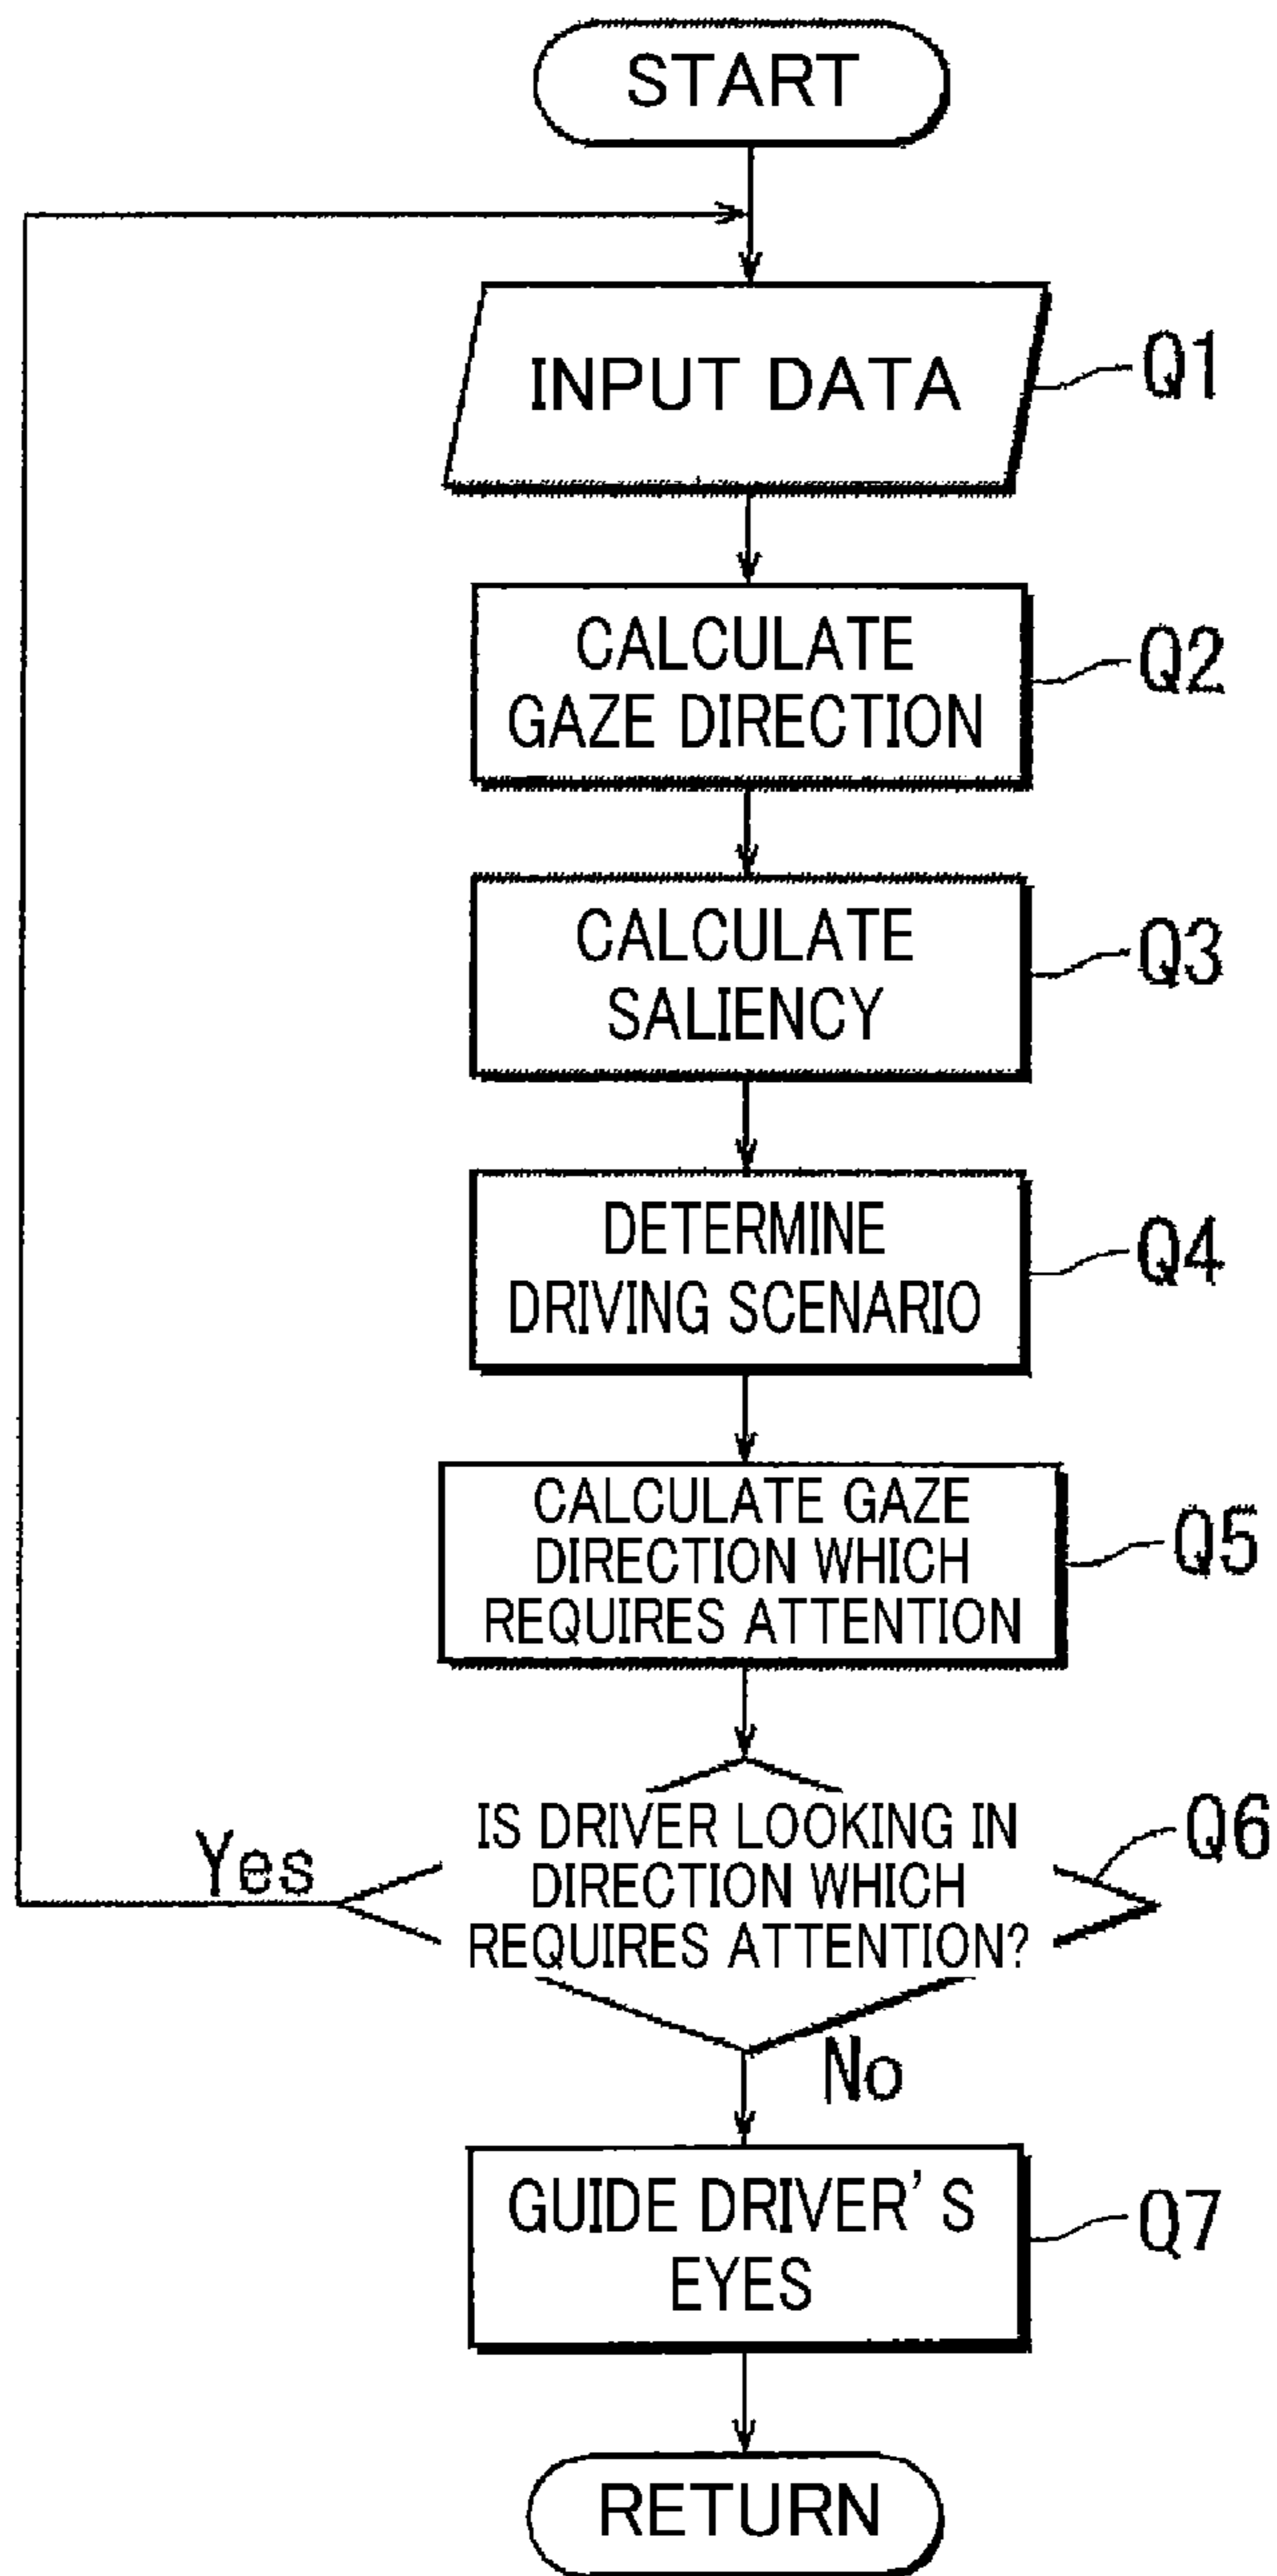 START
INPUT DATA
Q1
CALCULATE
GAZE DIRECTION
Q2
CALCULATE
SALIENCY
Q3
DETERMINE
DRIVING SCENARIO
Q4
CALCULATE GAZE
DIRECTION WHICH
REQUIRES ATTENTION
Q5
IS DRIVER LOOKING IN
DIRECTION WHICH
REQUIRES ATTENTION?
Q6
Yes
No
GUIDE DRIVER'S
EYES
Q7
RETURN